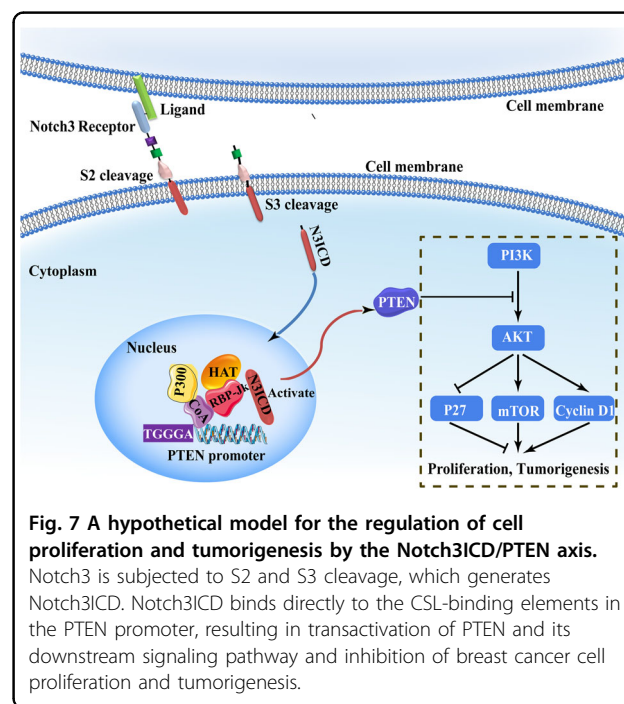 Cell membrane
Ligand
Notch3 Receptor
S2 cleavage
Cell membrane
S3 cleavage
N3ICD
Cytoplasm
PI3K
PTEN
AKT
Nucleus
P300
HAT
RBP-Jk
N3ICD
Activate
CoA
TGGGA
PTEN promoter
P27
mTOR
Cyclin D1
Proliferation, Tumorigenesis
Fig. 7 A hypothetical model for the regulation of cell
proliferation and tumorigenesis by the Notch3ICD/PTEN axis.
Notch3 is subjected to S2 and S3 cleavage, which generates
Notch3ICD. Notch3ICD binds directly to the CSL-binding elements in
the PTEN promoter, resulting in transactivation of PTEN and its
downstream signaling pathway and inhibition of breast cancer cell
proliferation and tumorigenesis.